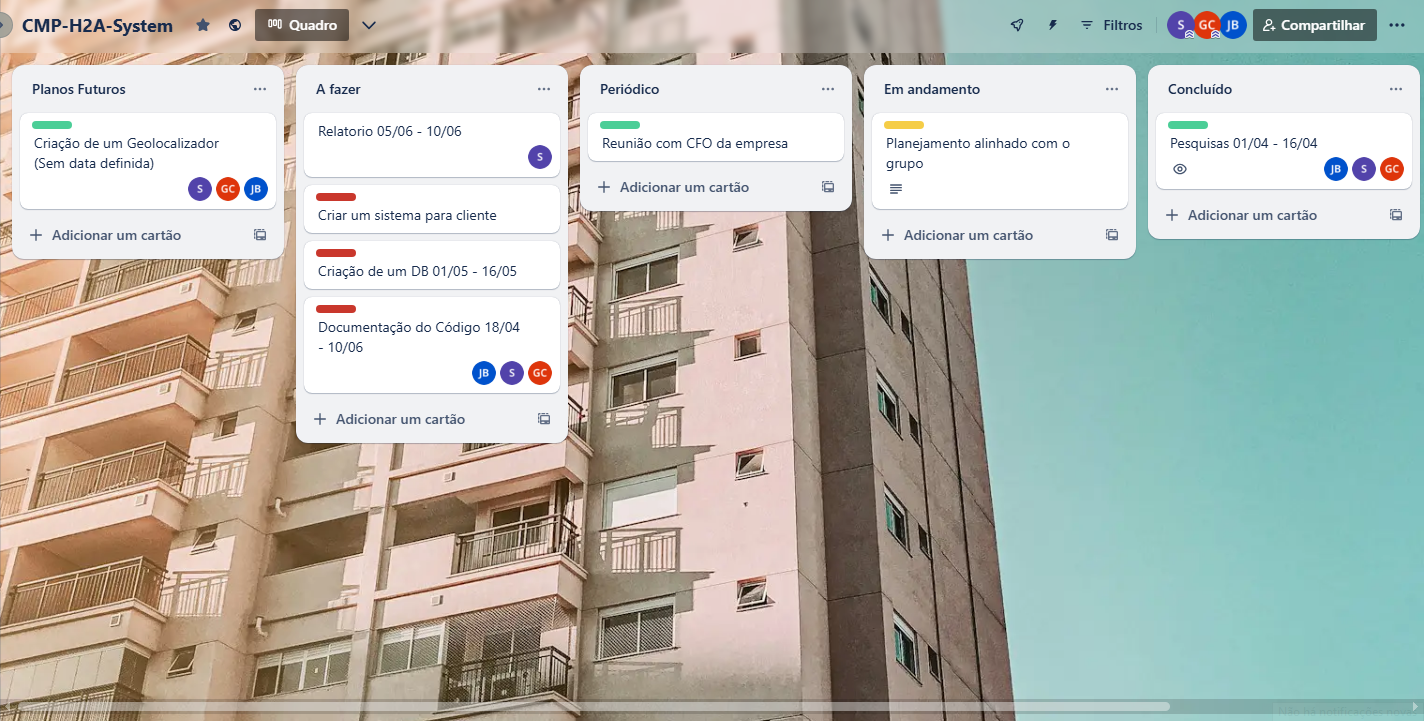 CMP-H2A-System
Quadro
Filtros
S
GC
JB
Compartilhar
Planos Futuros
Criação de um Geolocalizador
(Sem data definida)
S
GC
JB
Adicionar um cartão
A fazer
Relatorio 05/06 - 10/06
S
Criar um sistema para cliente
Criação de um DB 01/05 - 16/05
Documentação do Código 18/04
- 10/06
JB
S
GC
Adicionar um cartão
Periódico
Reunião com CFO da empresa
Adicionar um cartão
Em andamento
Planejamento alinhado com o
grupo
Adicionar um cartão
Concluído
Pesquisas 01/04 - 16/04
JB
S
GC
Adicionar um cartão
Não há notificações